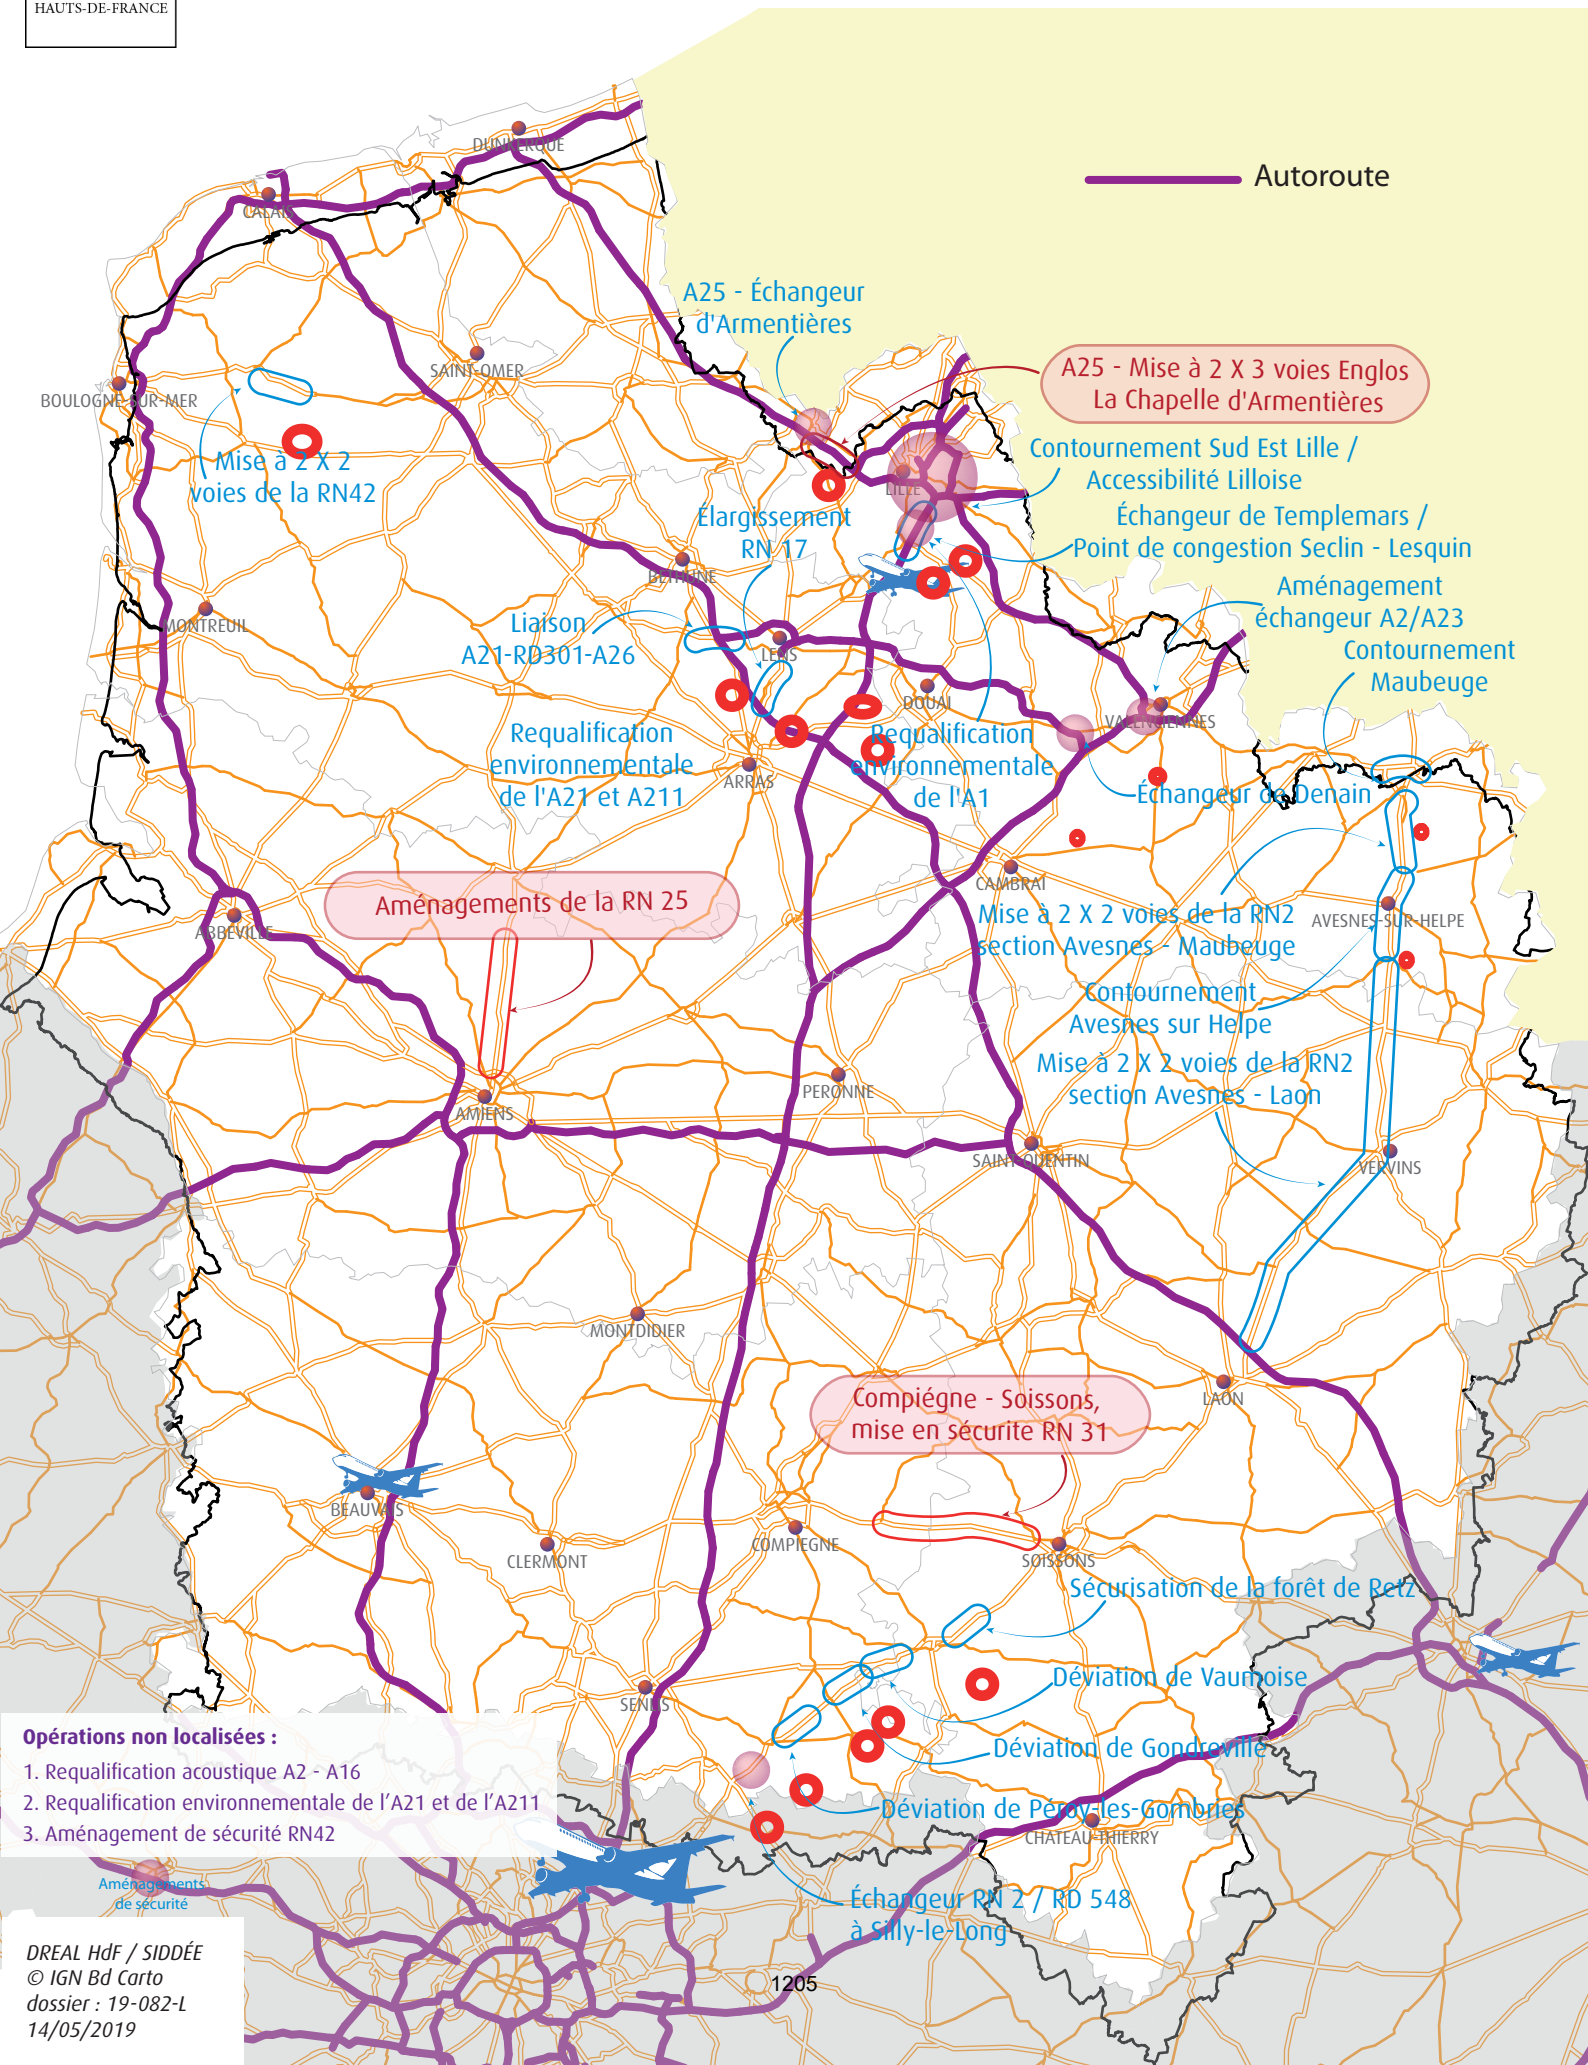 HAUTS-DE-FRANCE
DUNKERQUE
Autoroute
CALAIS
A25 - Échangeur
d'Armentières
SAINT-OMER
A25 - Mise à 2 X 3 voies Englos
La Chapelle d'Armentières
BOULOGNE-SUR-MER
Mise à 2 X 2
voies de la RN42
Contournement Sud Est Lille /
Accessibilité Lilloise
LILLE
Élargissement
RN 17
Échangeur de Templemars /
Point de congestion Seclin - Lesquin
BETHUNE
Aménagement
échangeur A2/A23
MONTREUIL
Liaison
A21-RD301-A26
LENS
Contournement
Maubeuge
DOUAI
VALENCIENNES
Requalification
environnementale
de l'A21 et A211
Requalification
environnementale
de l'A1
ARRAS
Échangeur de Denain
CAMBRAI
Aménagements de la RN 25
Mise à 2 X 2 voies de la RN2
section Avesnes - Maubeuge
AVESNES-SUR-HELPE
ABBEVILLE
Contournement
Avesnes sur Helpe
Mise à 2 X 2 voies de la RN2
section Avesnes - Laon
PERONNE
AMIENS
SAINT-QUENTIN
VERVINS
MONTDIDIER
LAON
Compiégne - Soissons,
mise en sécurite RN 31
BEAUVAIS
COMPIEGNE
CLERMONT
SOISSONS
Sécurisation de la forêt de Retz
Déviation de Vaumoise
SENLIS
Déviation de Gondreville
Opérations non localisées :
1. Requalification acoustique A2 - A16
2. Requalification environnementale de l'A21 et de l'A211
3. Aménagement de sécurité RN42
Déviation de Péroy-les-Gombries
CHATEAU-THIERRY
Aménagements
de sécurité
Échangeur RN 2 / RD 548
à Silly-le-Long
DREAL HdF / SIDDÉE
© IGN Bd Carto
dossier : 19-082-L
14/05/2019
1205